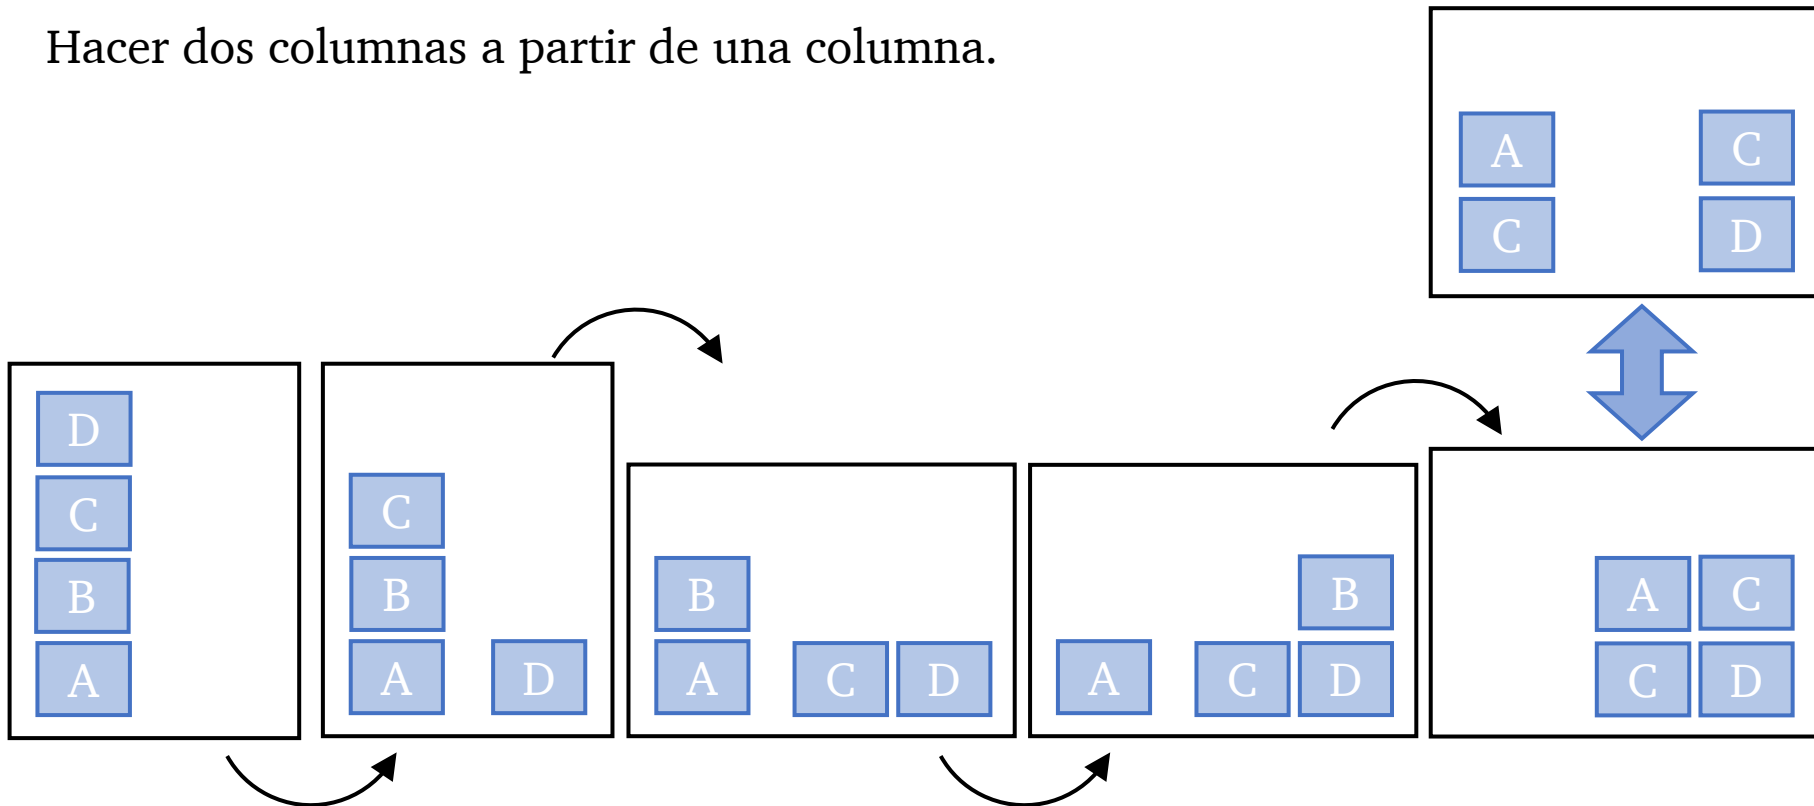 Hacer dos columnas a partir de una columna.
A C
C D
D
C
B
A
C
B
A D
B
A C D
B
A C D
A C
C D